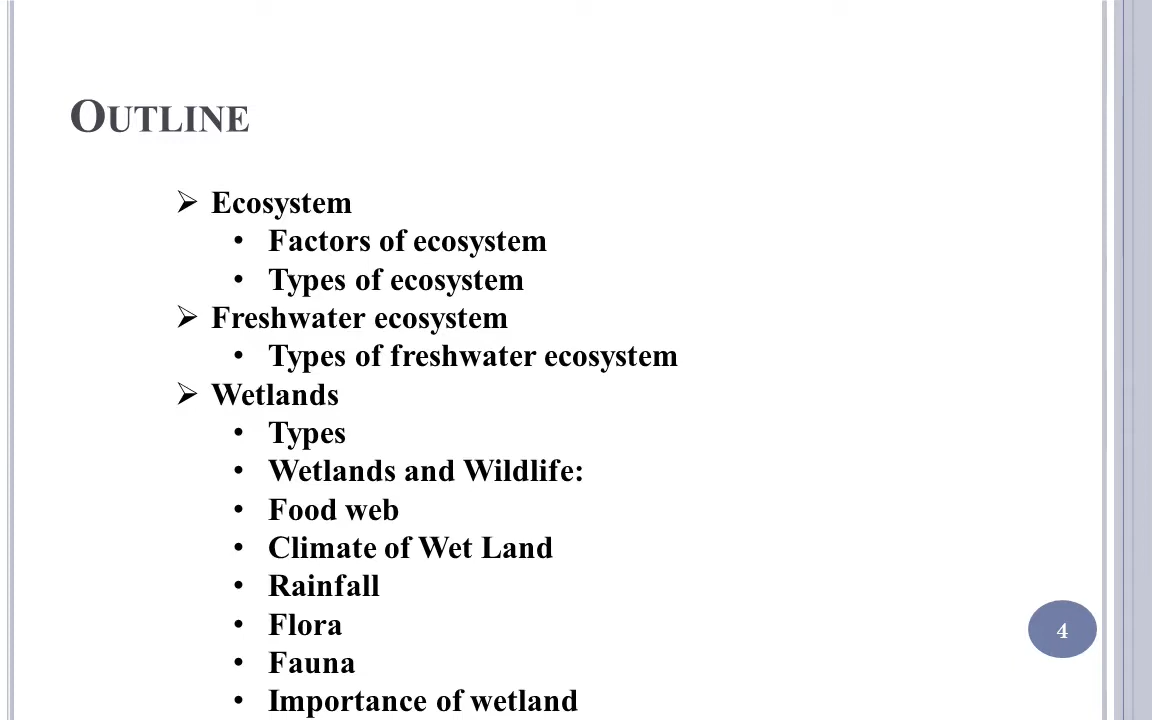 OUTLINE
➢ Ecosystem
• Factors of ecosystem
• Types of ecosystem
➢ Freshwater ecosystem
• Types of freshwater ecosystem
➢ Wetlands
• Types
• Wetlands and Wildlife:
• Food web
• Climate of Wet Land
• Rainfall
• Flora
• Fauna
• Importance of wetland
4